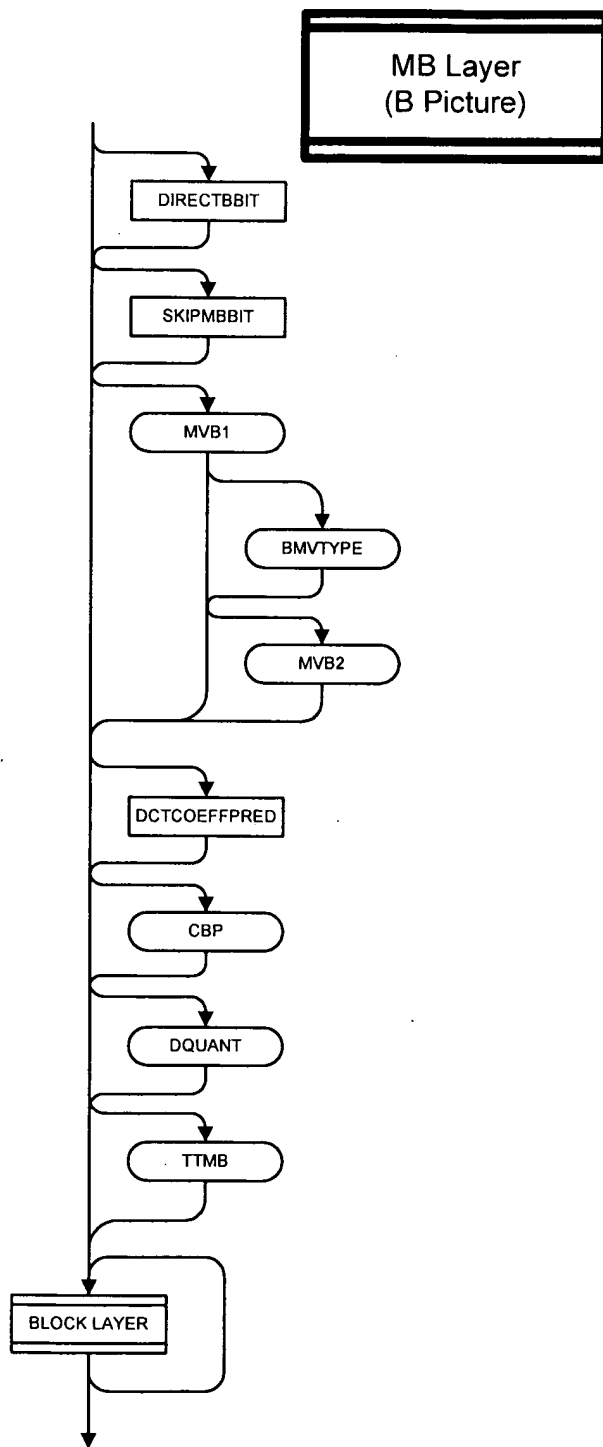 MB Layer
(B Picture)
DIRECTBBIT
SKIPMBBIT
MVB1
BMVTYPE
MVB2
DCTCOEFFPRED
CBP
DQUANT
TTMB
BLOCK LAYER